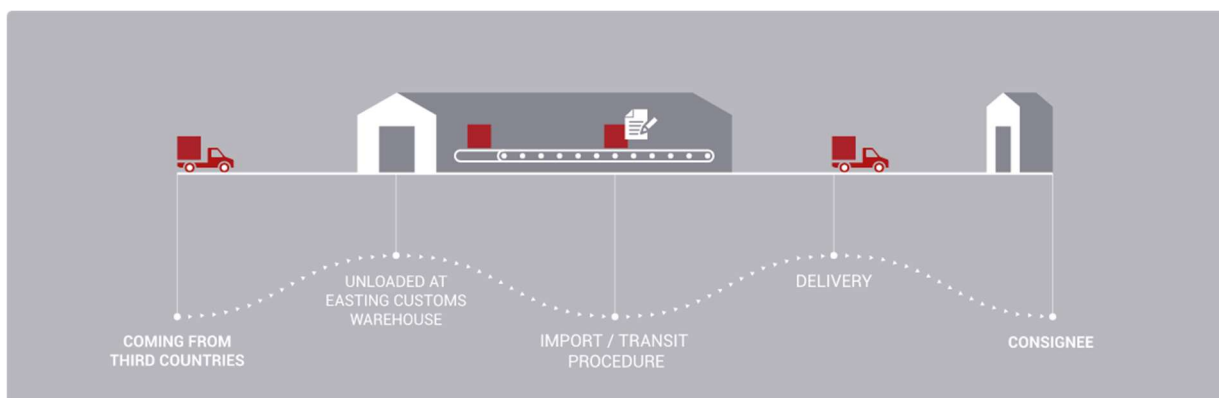 COMING FROM
THIRD COUNTRIES
UNLOADED AT
EASTING CUSTOMS
WAREHOUSE
IMPORT / TRANSIT
PROCEDURE
DELIVERY
CONSIGNEE